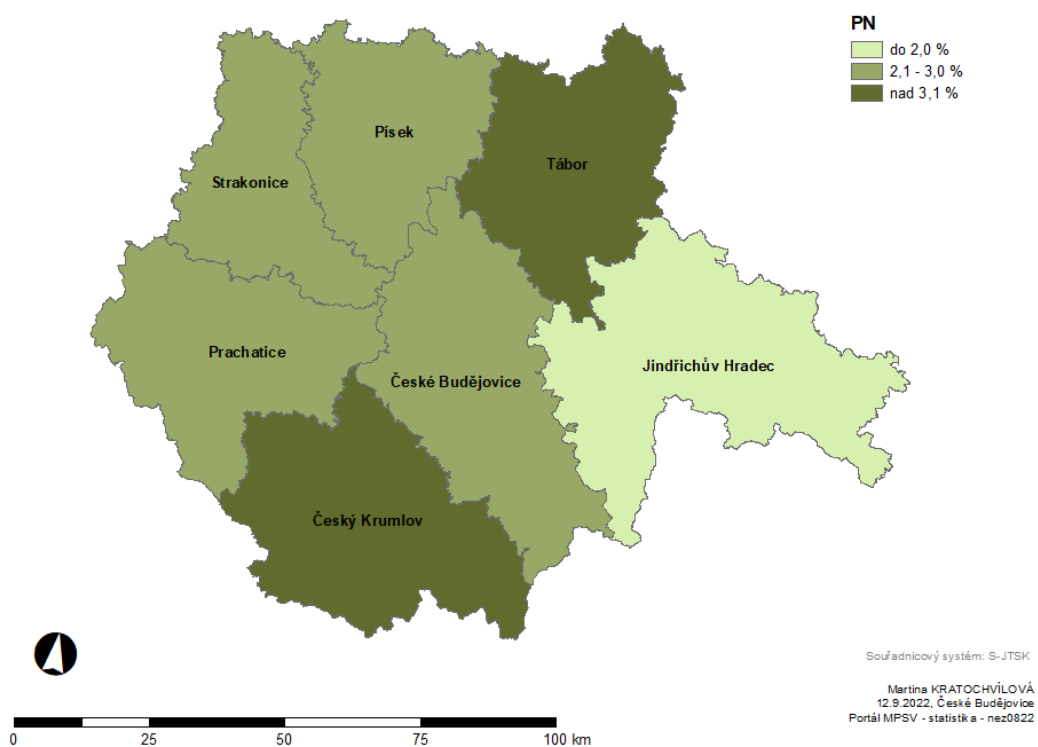 PN
do 2,0 %
2,1 - 3,0 %
nad 3,1 %
Písek
Tábor
Strakonice
Prachatice
České Budějovice
Jindřichův Hradec
Český Krumlov
Souřadnicový systém: S-JTSK
Martina KRATOCHVÍLOVÁ
12.9.2022, České Budějovice
Portál MPSV - statistika - nez0822
0 25 50 75 100 km